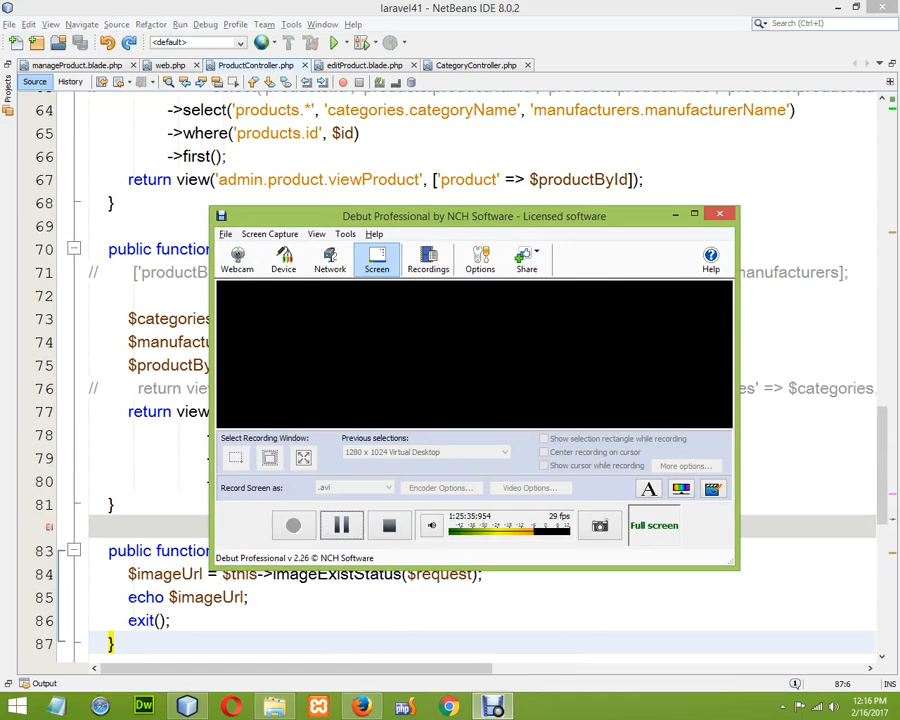 laravel41 - NetBeans IDE 8.0.2
File Edit View Navigate Source Refactor Run Debug Profile Team Tools Window Help
<default>
Search (Ctrl+I)
manageProduct.blade.php web.php ProductController.php editProduct.blade.php CategoryController.php
Source History
Projects
64 ->select('products.*', 'categories.categoryName', 'manufacturers.manufacturerName')
65 ->where('products.id', $id)
66 ->first();
67 return view('admin.product.viewProduct', ['product' => $productById]);
68 }
69
70 public function
71 // ['productB manufacturers];
72
73 $categories
74 $manufactu
75 $productBy
76 // return view es' => $categories,
77 return view
78
79
80
81 }
83 public function
84 $imageUrl = $this->imageExistStatus($request);
85 echo $imageUrl;
86 exit();
87 }
Debut Professional by NCH Software - Licensed software
File Screen Capture View Tools Help
Webcam Device Network Screen Recordings Options Share Help
Select Recording Window: Previous selections:
1280 x 1024 Virtual Desktop
Show selection rectangle while recording
Center recording on cursor
Show cursor while recording More options...
Record Screen as: .avi Encoder Options... Video Options...
A
1:25:35:954 29 fps
Full screen
Debut Professional v 2.26 © NCH Software
Output
87:6 INS
Dw
php
12:16 PM
2/16/2017